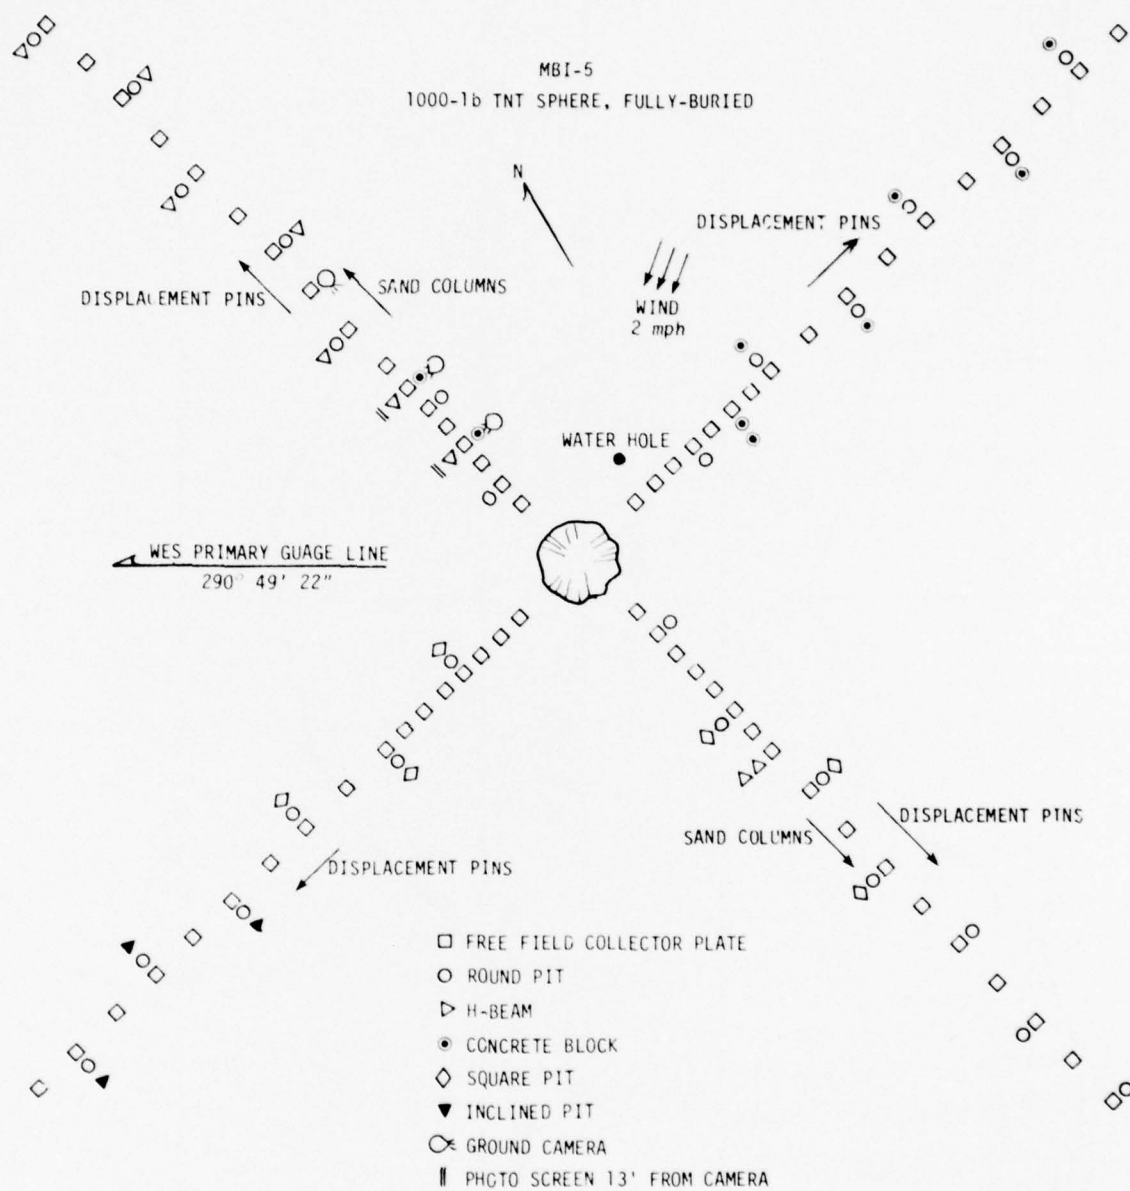 MBI-5
1000-lb TNT SPHERE, FULLY-BURIED
N
DISPLACEMENT PINS
WIND
2 mph
SAND COLUMNS
DISPLACEMENT PINS
WATER HOLE
WES PRIMARY GUAGE LINE
290° 49' 22"
DISPLACEMENT PINS
SAND COLUMNS
DISPLACEMENT PINS
FREE FIELD COLLECTOR PLATE
ROUND PIT
H-BEAM
CONCRETE BLOCK
SQUARE PIT
INCLINED PIT
GROUND CAMERA
PHOTO SCREEN 13' FROM CAMERA